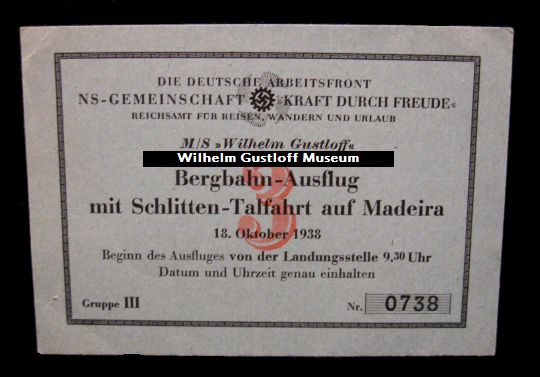 DIE DEUTSCHE ARBEITSFRONT
NS-GEMEINSCHAFT »KRAFT DURCH FREUDE«
REICHSAMT FÜR REISEN, WANDERN UND URLAUB
M/S »Wilhelm Gustloff«
Wilhelm Gustloff Museum
Bergbahn-Ausflug
mit Schlitten-Talfahrt auf Madeira
3
18. Oktober 1938
Beginn des Ausfluges von der Landungsstelle 9,30 Uhr
Datum und Uhrzeit genau einhalten
Gruppe III
Nr. 0738